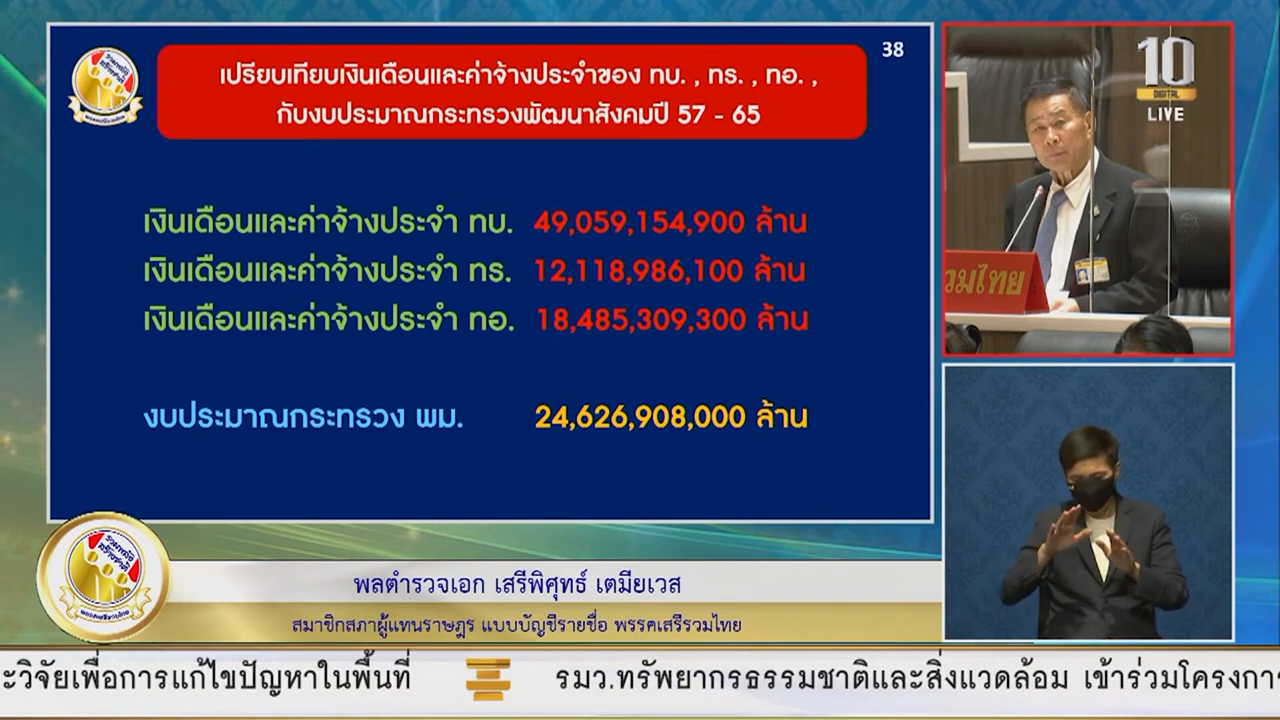 38
เปรียบเทียบเงินเดือนและค่าจ้างประจำของ ทบ. , ทร. , ทอ. ,
กับงบประมาณกระทรวงพัฒนาสังคมปี 57 - 65
เงินเดือนและค่าจ้างประจำ ทบ. 49,059,154,900 ล้าน
เงินเดือนและค่าจ้างประจำ ทร. 12,118,986,100 ล้าน
เงินเดือนและค่าจ้างประจำ ทอ. 18,485,309,300 ล้าน
งบประมาณกระทรวง พม. 24,626,908,000 ล้าน
10
DIGITAL
LIVE
วมไทย
พลตำรวจเอก เสรีพิศุทธ์ เตมียเวส
สมาชิกสภาผู้แทนราษฎร แบบบัญชีรายชื่อ พรรคเสรีรวมไทย
ะวิจัยเพื่อการแก้ไขปัญหาในพื้นที่ รมว.ทรัพยากรธรรมชาติและสิ่งแวดล้อม เข้าร่วมโครงกา